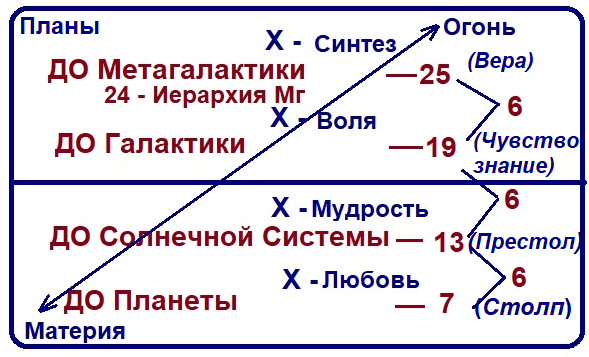 Планы
Огонь
Х - Синтез
ДО Метагалактики — 25 (Вера)
24 - Иерархия Мг
6
Х - Воля
ДО Галактики — 19 (Чувство
знание)
6
Х - Мудрость
ДО Солнечной Системы — 13 (Престол)
Х - Любовь
6
ДО Планеты — 7 (Столп)
Материя